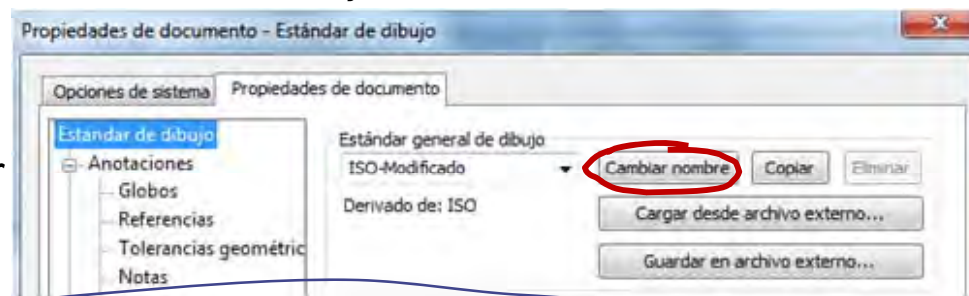 Propiedades de documento - Estándar de dibujo
Opciones de sistema Propiedades de documento
Estándar de dibujo
Estándar general de dibujo
Anotaciones
ISO-Modificado Cambiar nombre Copiar Eliminar
Globos
Derivado de: ISO Cargar desde archivo externo...
Referencias
Tolerancias geométric
Guardar en archivo externo...
Notas